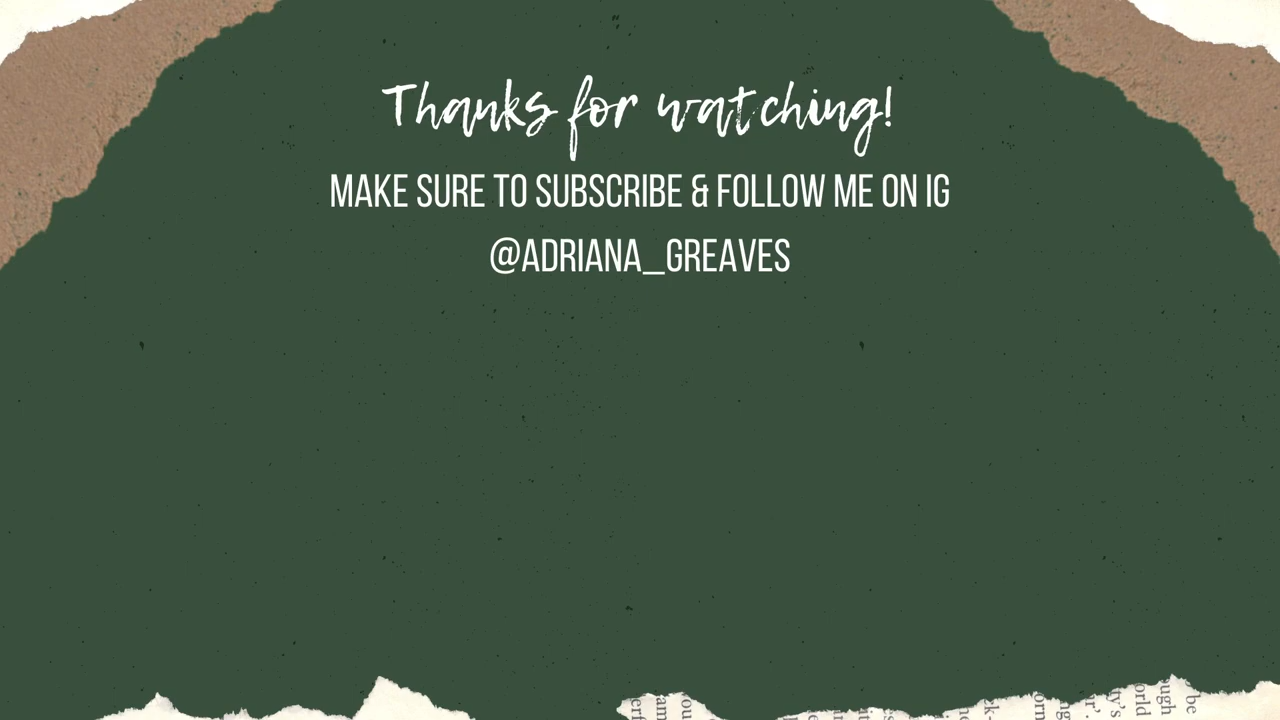 Thanks for watching!
MAKE SURE TO SUBSCRIBE & FOLLOW ME ON IG
@ADRIANA_GREAVES